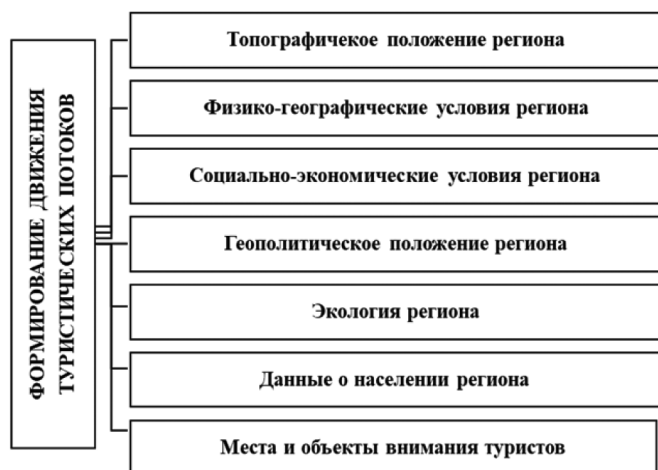 ФОРМИРОВАНИЕ ДВИЖЕНИЯ
ТУРИСТИЧЕСКИХ ПОТОКОВ
Топографичекое положение региона
Физико-географические условия региона
Социально-экономические условия региона
Геополитическое положение региона
Экология региона
Данные о населении региона
Места и объекты внимания туристов